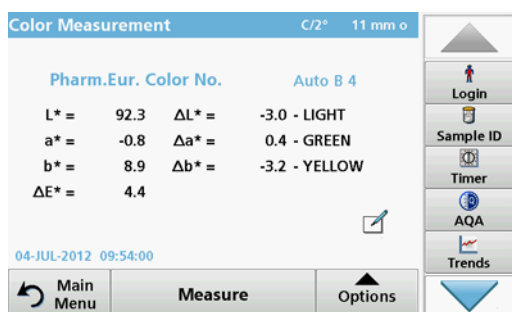 Color Measurement C/2° 11 mm o
Pharm.Eur. Color No. Auto B 4
L* = 92.3 ΔL* = -3.0 - LIGHT
a* = -0.8 Δa* = 0.4 - GREEN
b* = 8.9 Δb* = -3.2 - YELLOW
ΔE* = 4.4
04-JUL-2012 09:54:00
Main Menu
Measure
Options
Login
Sample ID
Timer
AQA
Trends